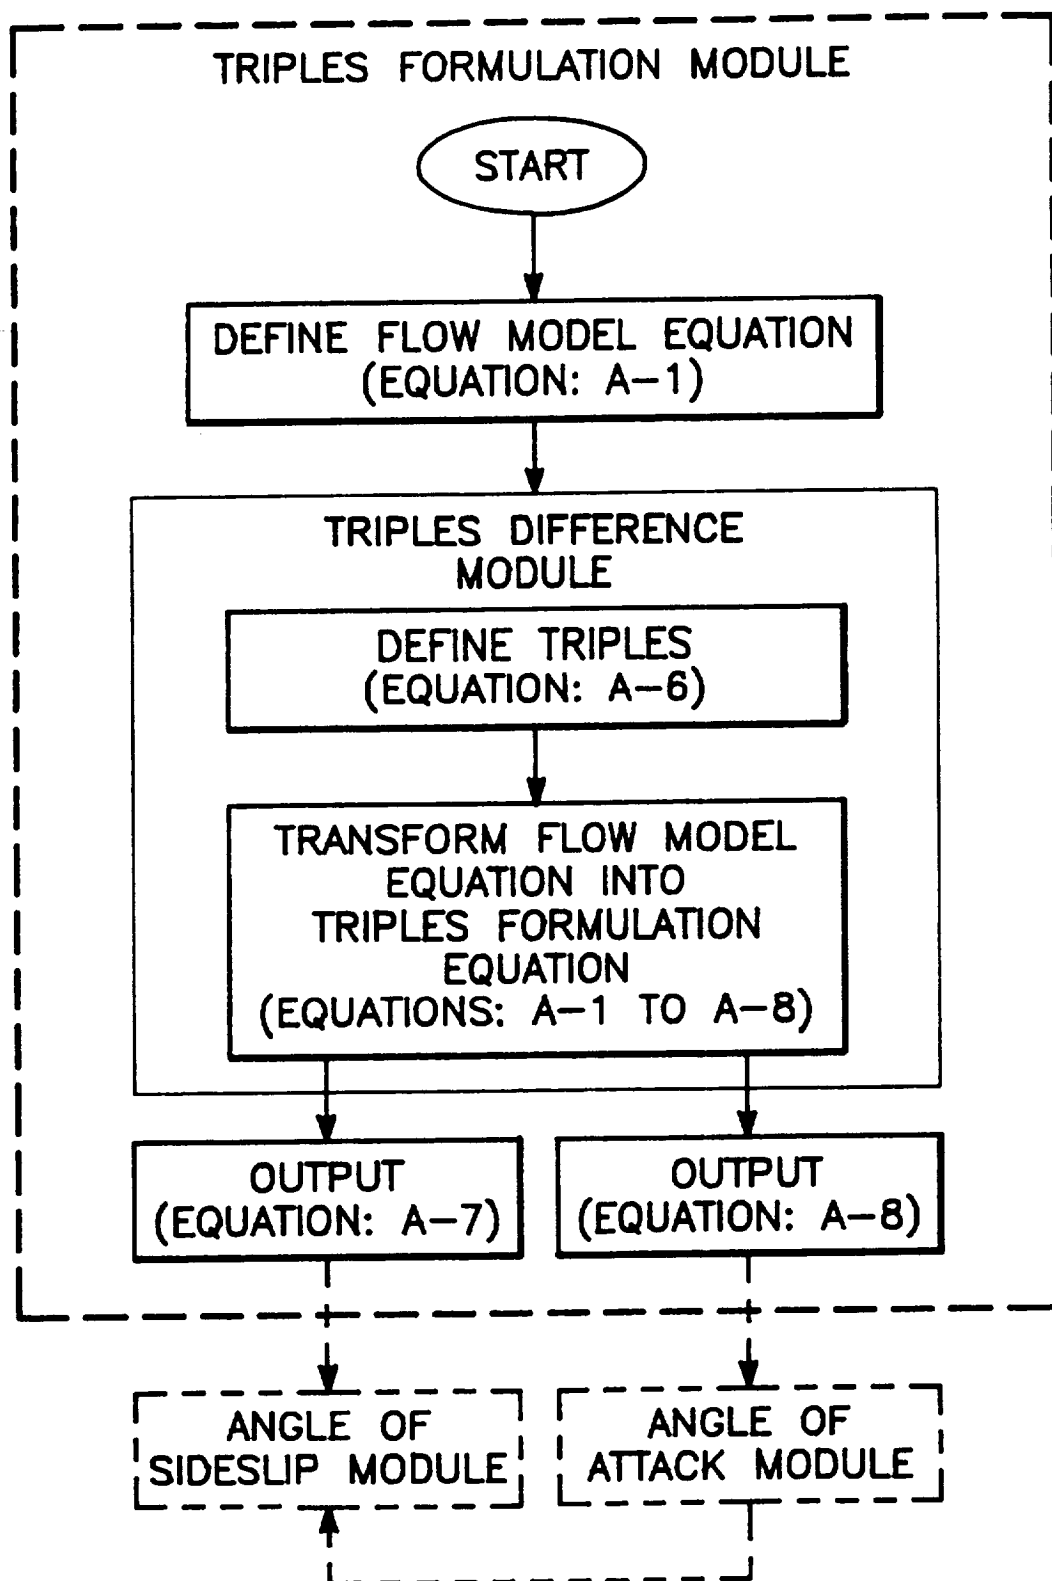 TRIPLES FORMULATION MODULE
START
DEFINE FLOW MODEL EQUATION
(EQUATION: A-1)
TRIPLES DIFFERENCE
MODULE
DEFINE TRIPLES
(EQUATION: A-6)
TRANSFORM FLOW MODEL
EQUATION INTO
TRIPLES FORMULATION
EQUATION
(EQUATIONS: A-1 TO A-8)
OUTPUT
(EQUATION: A-7)
OUTPUT
(EQUATION: A-8)
ANGLE OF
SIDESLIP MODULE
ANGLE OF
ATTACK MODULE